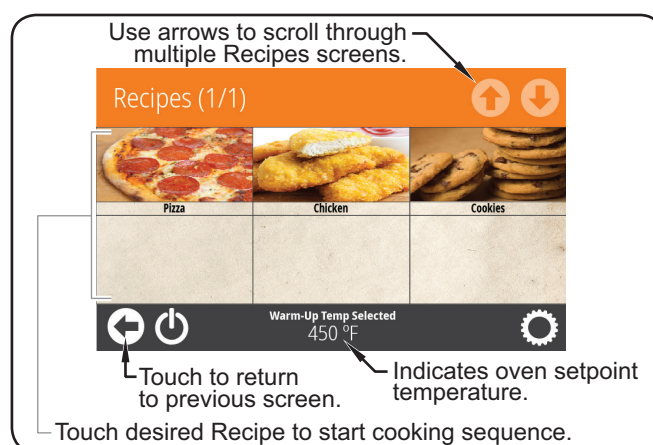 Use arrows to scroll through
multiple Recipes screens.
Recipes (1/1)
Pizza
Chicken
Cookies
Warm-Up Temp Selected
450 ºF
Touch to return
to previous screen.
Indicates oven setpoint
temperature.
Touch desired Recipe to start cooking sequence.